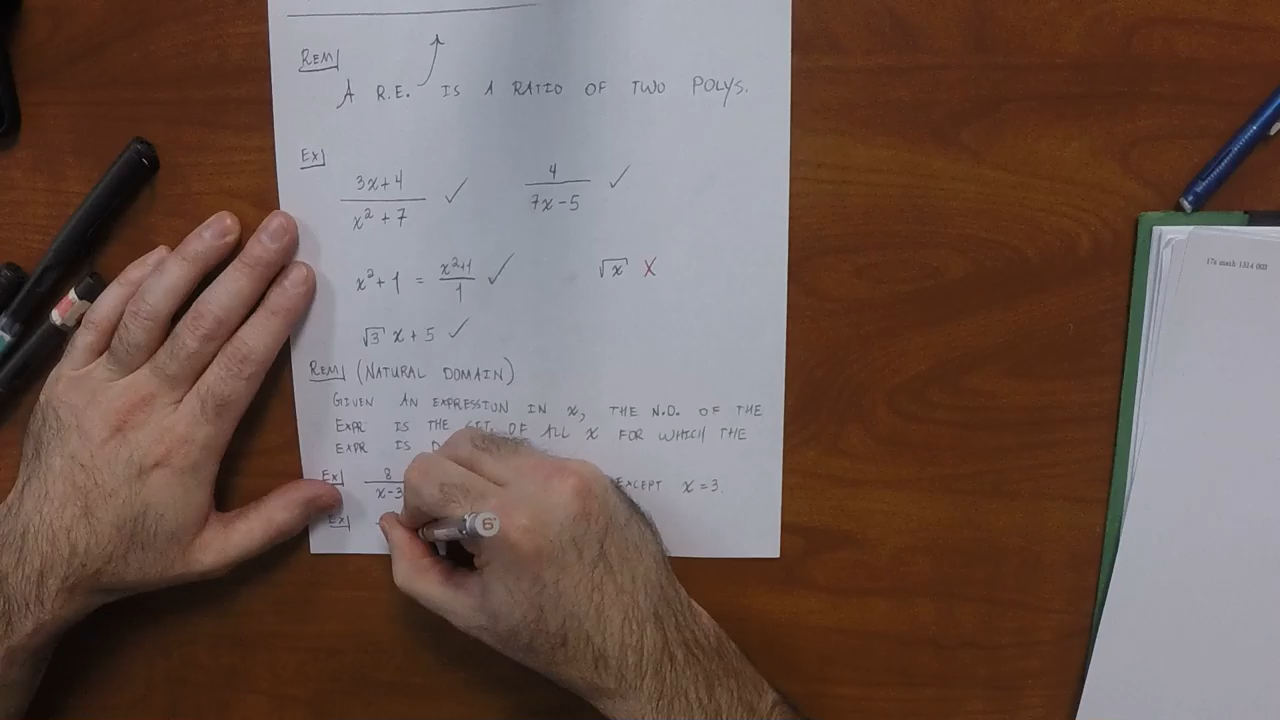 REM
A R.E. IS A RATIO OF TWO POLYS.
EX
3x+4 / x²+7 ✓ 4 / 7x-5 ✓
x²+1 = x²+1 / 1 ✓ √x X
√3 x + 5 ✓
REM (NATURAL DOMAIN)
GIVEN AN EXPRESSION IN x, THE N.D. OF THE
EXPR IS THE SET OF ALL x FOR WHICH THE
EXPR IS
EX 8 / x-3 EXCEPT x = 3.
EX
17s math 1314 003
6